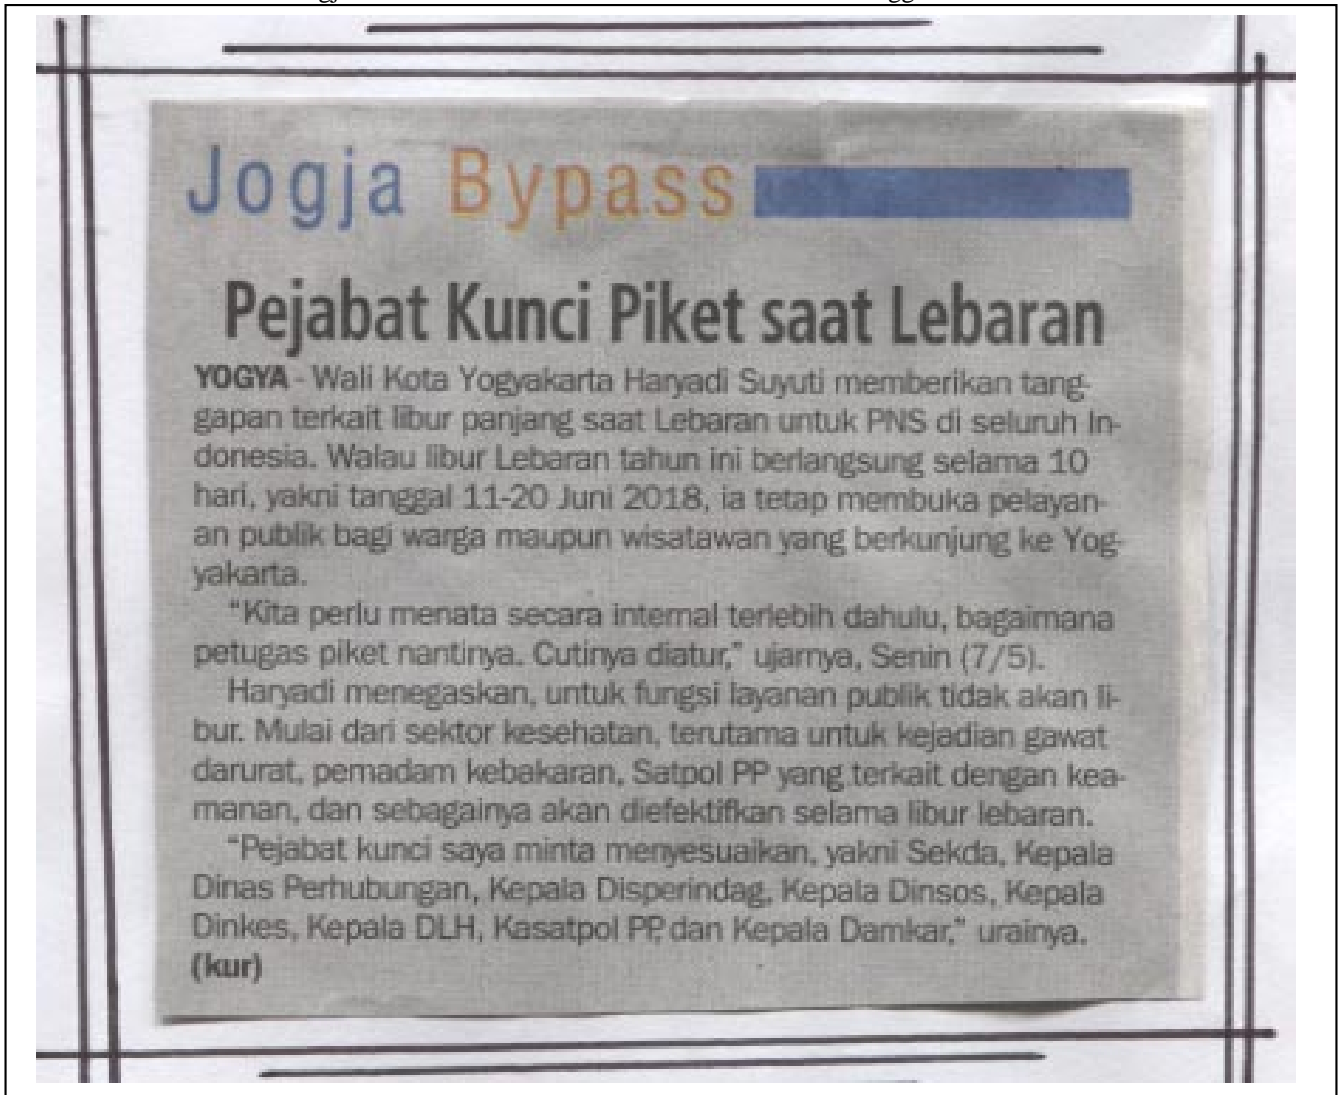 Jogja Bypass
Pejabat Kunci Piket saat Lebaran
YOGYA - Wali Kota Yogyakarta Haryadi Suyuti memberikan tang-
gapan terkait libur panjang saat Lebaran untuk PNS di seluruh In-
donesia. Walau libur Lebaran tahun ini berlangsung selama 10
hari, yakni tanggal 11-20 Juni 2018, ia tetap membuka pelayan-
an publik bagi warga maupun wisatawan yang berkunjung ke Yog-
yakarta.
"Kita perlu menata secara internal terlebih dahulu, bagaimana
petugas piket nantinya. Cutinya diatur," ujarnya, Senin (7/5).
Haryadi menegaskan, untuk fungsi layanan publik tidak akan li-
bur. Mulai dari sektor kesehatan, terutama untuk kejadian gawat
darurat, pemadam kebakaran, Satpol PP yang terkait dengan kea-
manan, dan sebagainya akan diefektifkan selama libur lebaran.
"Pejabat kunci saya minta menyesuaikan, yakni Sekda, Kepala
Dinas Perhubungan, Kepala Disperindag, Kepala Dinsos, Kepala
Dinkes, Kepala DLH, Kasatpol PP, dan Kepala Damkar," urainya.
(kur)